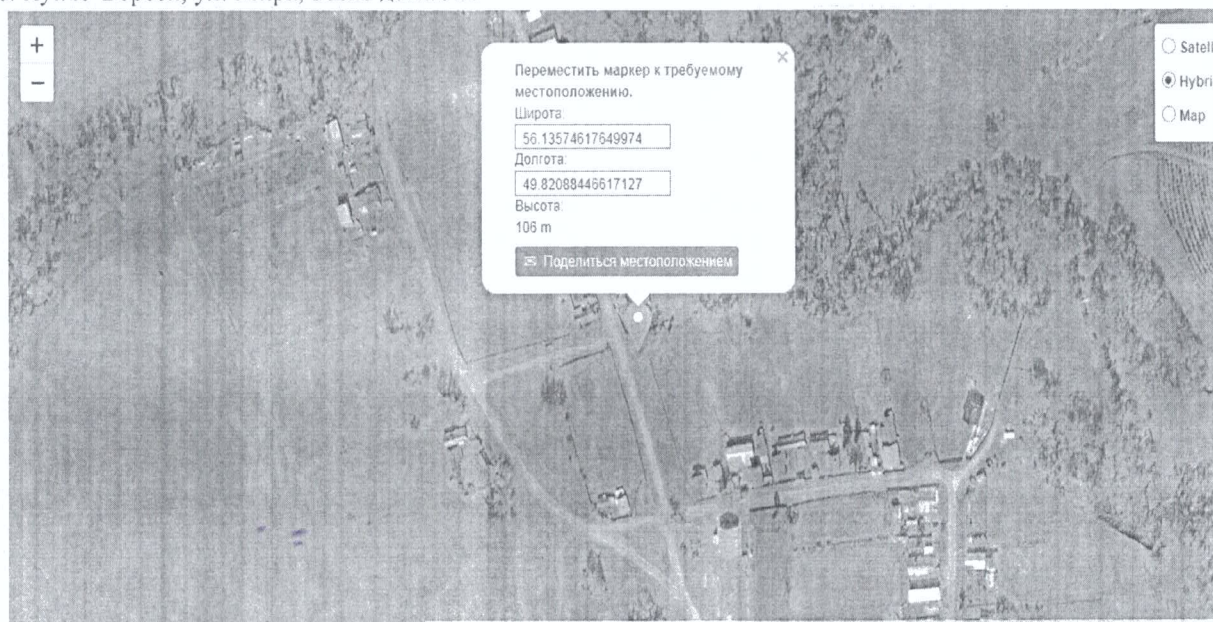 +
−
Переместить маркер к требуемому
местоположению.
Широта:
56.13574617649974
Долгота:
49.82088446617127
Высота:
106 m
Поделиться местоположением
×
Satell
Hybri
Map